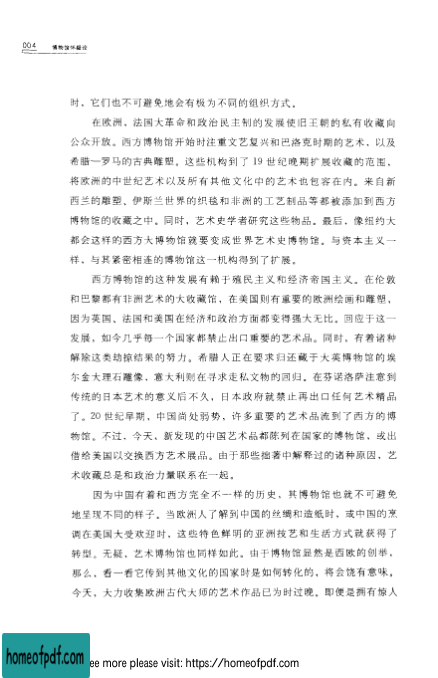 004 博物馆怀疑论
时，它们也不可避免地会有极为不同的组织方式。
在欧洲，法国大革命和政治民主制的发展使旧王朝的私有收藏向
公众开放。西方博物馆开始时注重文艺复兴和巴洛克时期的艺术，以及
希腊—罗马的古典雕塑。这些机构到了 19 世纪晚期扩展收藏的范围，
将欧洲的中世纪艺术以及所有其他文化中的艺术也包容在内。来自新
西兰的雕塑、伊斯兰世界的织毯和非洲的工艺制品等都被添加到西方
博物馆的收藏之中。同时，艺术史学者研究这些物品。最后，像纽约大
都会这样的西方大博物馆就要变成世界艺术史博物馆。与资本主义一
样，与其紧密相连的博物馆这一机构得到了扩展。
西方博物馆的这种发展有赖于殖民主义和经济帝国主义。在伦敦
和巴黎都有非洲艺术的大收藏馆，在美国则有重要的欧洲绘画和雕塑，
因为英国、法国和美国在经济和政治方面都变得强大无比。回应于这一
发展，如今几乎每一个国家都禁止出口重要的艺术品。同时，有着诸种
解除这类劫掠结果的努力。希腊人正在要求归还藏于大英博物馆的埃
尔金大理石雕像，意大利则在寻求走私文物的回归。在芬诺洛萨注意到
传统的日本艺术的意义后不久，日本政府就禁止再出口任何艺术精品
了。20 世纪早期，中国尚处弱势，许多重要的艺术品流到了西方的博
物馆。不过，今天，新发现的中国艺术品都陈列在国家的博物馆，或出
借给美国以交换西方艺术展品。由于那些拙著中解释过的诸种原因，艺
术收藏总是和政治力量联系在一起。
因为中国有着和西方完全不一样的历史，其博物馆也就不可避免
地呈现不同的样子。当欧洲人了解到中国的丝绸和造纸时，或中国的烹
调在美国大受欢迎时，这些特色鲜明的亚洲技艺和生活方式就获得了
转型。无疑，艺术博物馆也同样如此。由于博物馆显然是西欧的创举，
那么，看一看它传到其他文化的国家时是如何转化的，将会饶有意味。
今天，大力收集欧洲古代大师的艺术作品已为时过晚。即便是拥有惊人
homeofpdf.com ee more please visit: https://homeofpdf.com